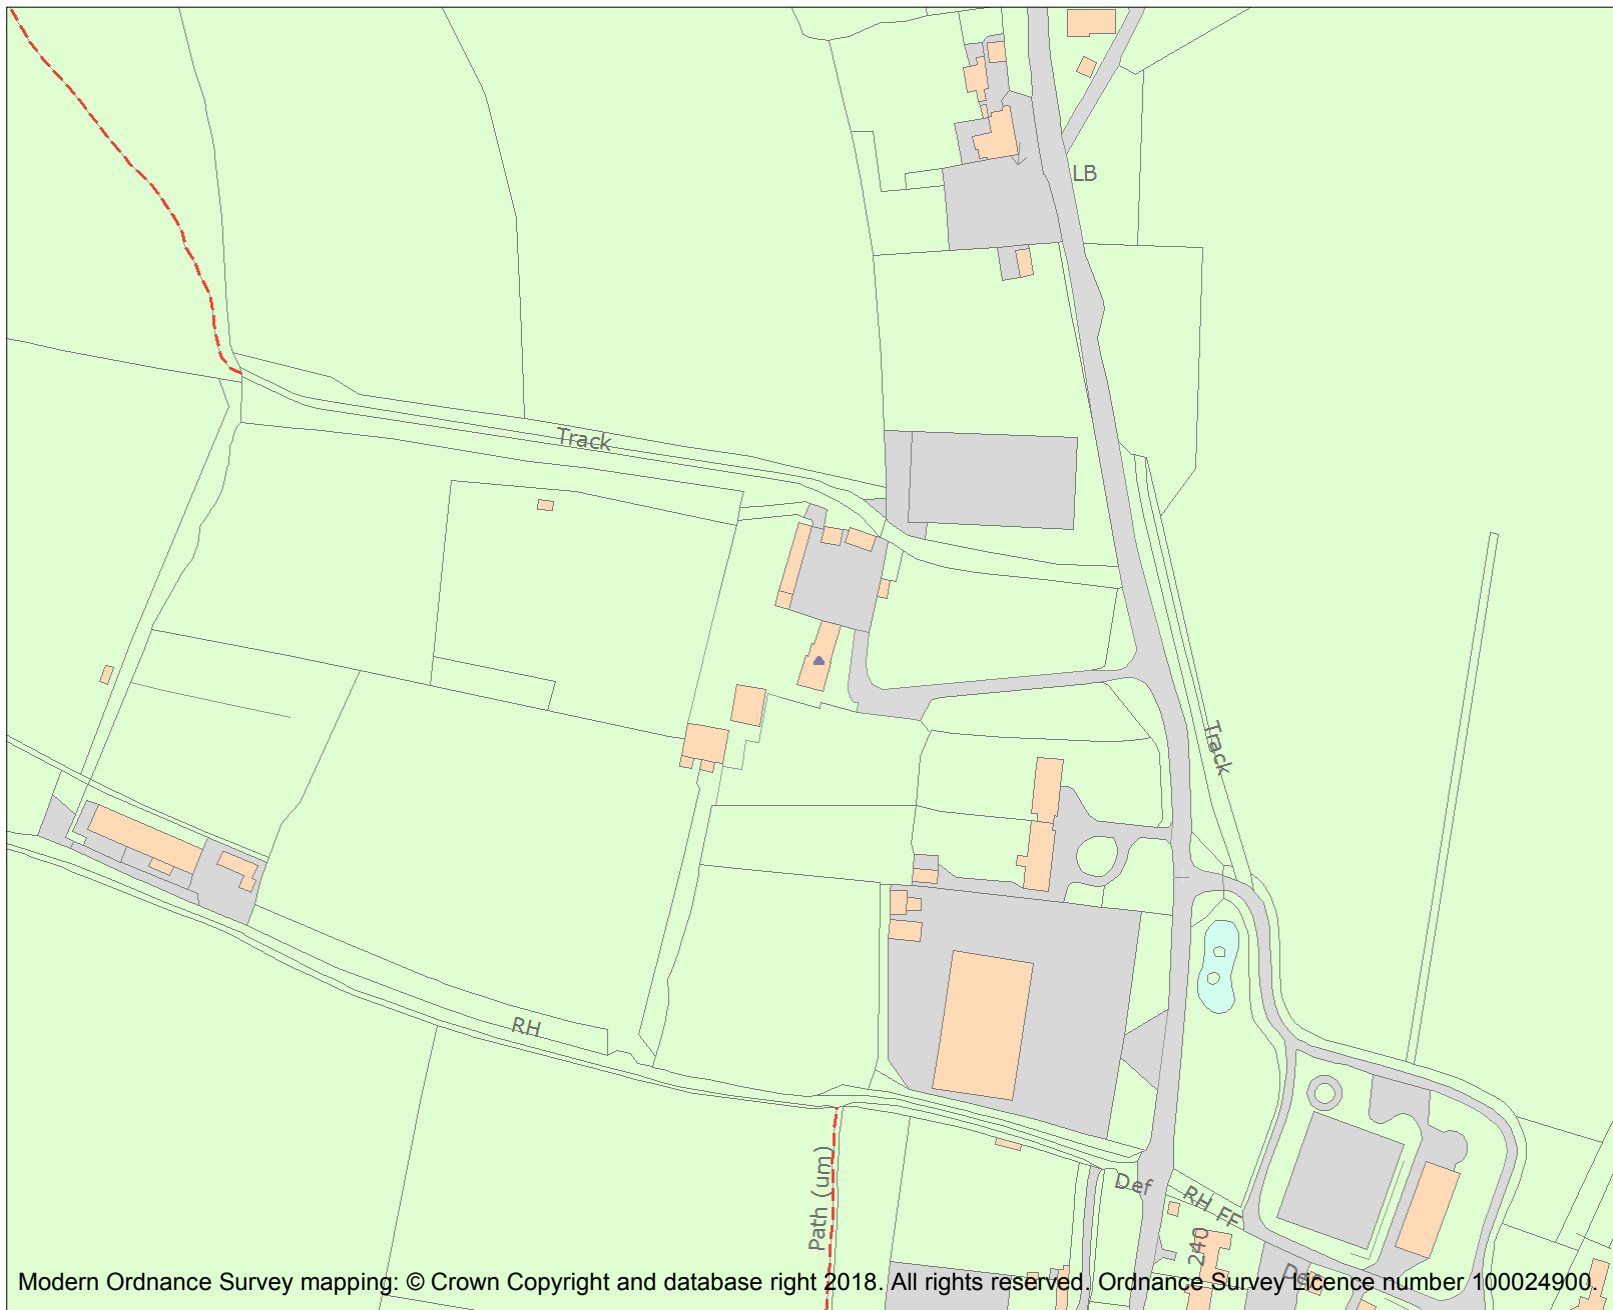 LB
Track
Track
RH
Path (um)
Def
RH FF
240
Def
Modern Ordnance Survey mapping: © Crown Copyright and database right 2018. All rights reserved. Ordnance Survey Licence number 100024900.